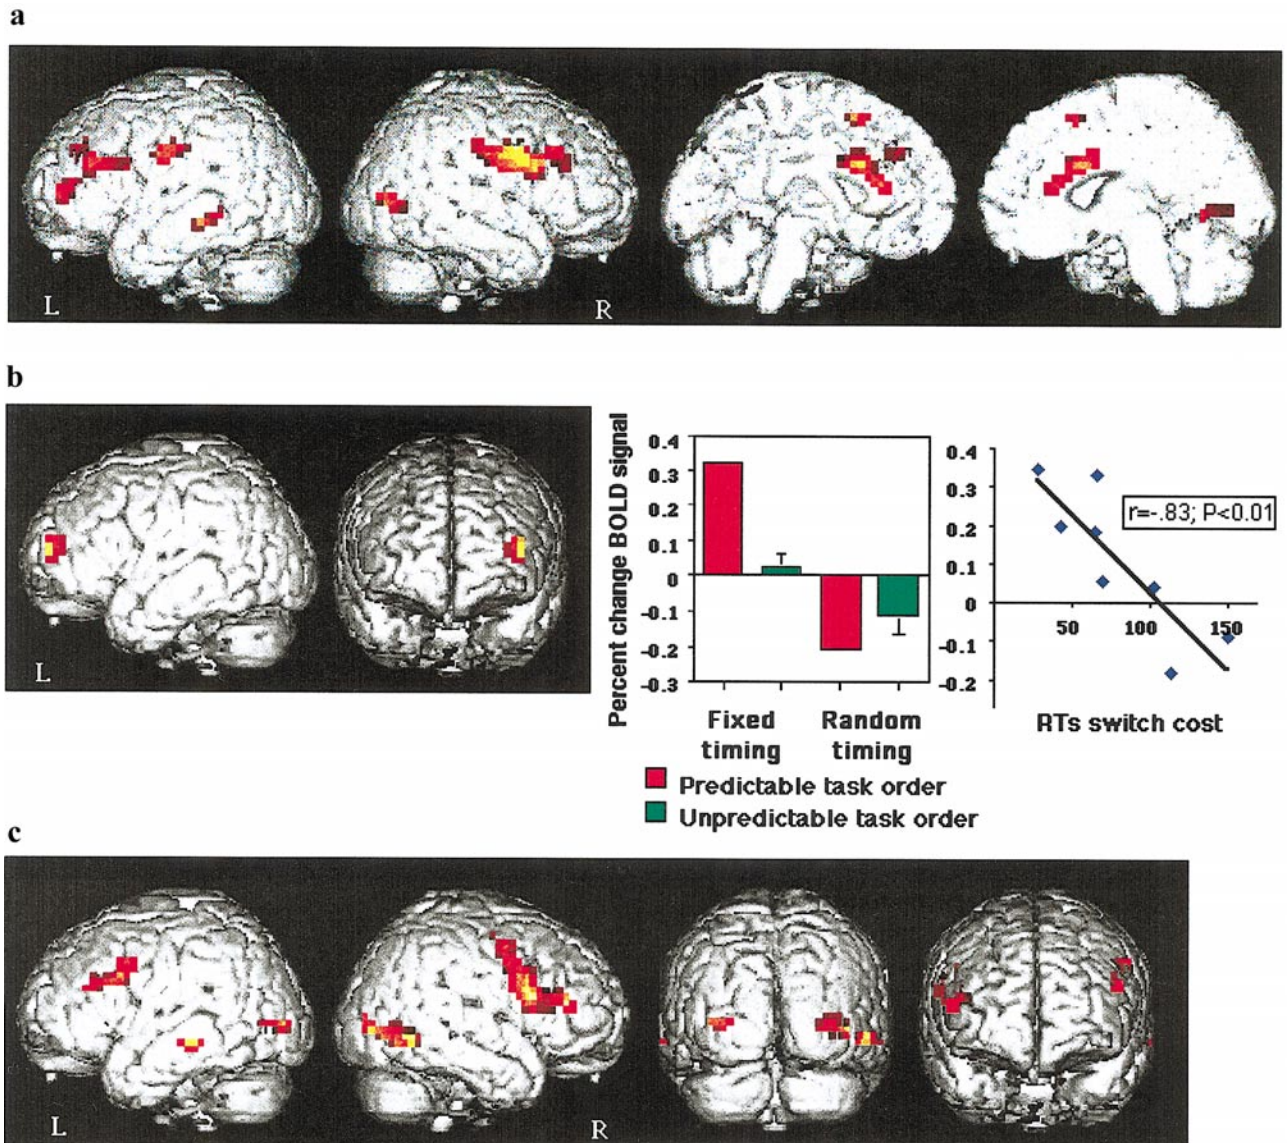 a
L
R
b
L
Percent change BOLD signal
0.4
0.3
0.2
0.1
0
-0.1
-0.2
-0.3
Fixed
timing
Random
timing
Predictable task order
Unpredictable task order
0.4
0.3
0.2
0.1
0
-0.1
-0.2
50
100
150
r=-.83; P<0.01
RTs switch cost
c
L
R